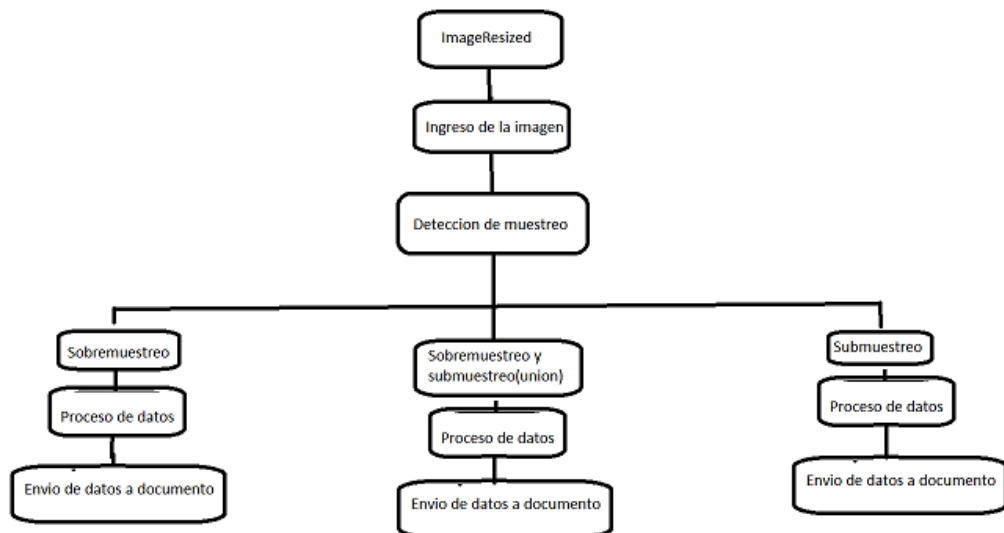 ImageResized
Ingreso de la imagen
Deteccion de muestreo
Sobremuestreo
Proceso de datos
Envio de datos a documento
Sobremuestreo y
submuestreo(union)
Proceso de datos
Envio de datos a documento
Submuestreo
Proceso de datos
Envio de datos a documento